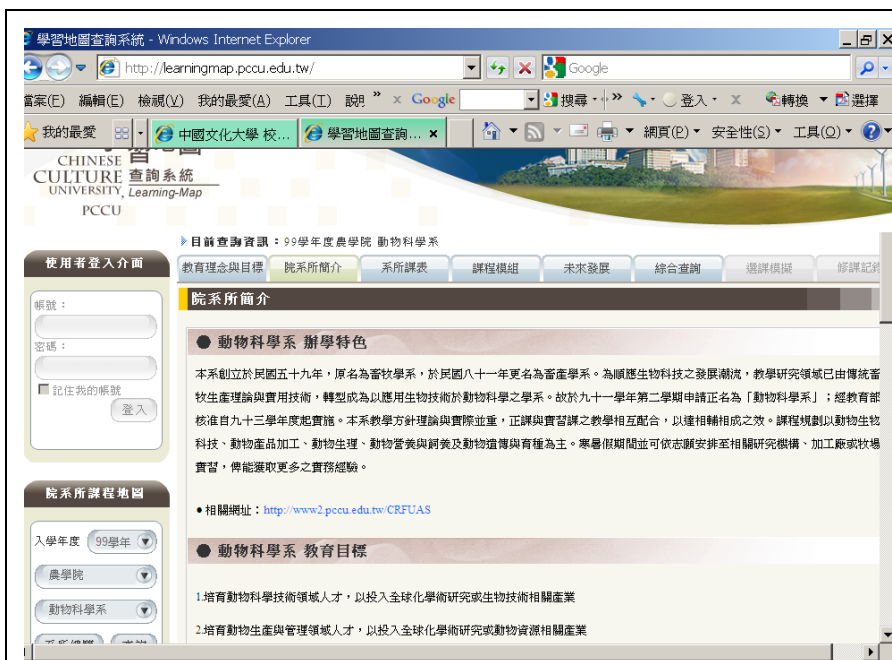 學習地圖查詢系統 - Windows Internet Explorer
http://learningmap.pccu.edu.tw/
Google
檔案(F) 編輯(E) 檢視(V) 我的最愛(A) 工具(T) 說明 » × Google 搜尋 » 登入 x 轉換 選擇
我的最愛 中國文化大學 校... 學習地圖查詢... × 網頁(P) 安全性(S) 工具(O)
CHINESE
CULTURE 查詢系統
UNIVERSITY, Learning-Map
PCCU
目前查詢資訊：99學年度農學院 動物科學系
使用者登入介面
教育理念與目標 院系所簡介 系所課表 課程模組 未來發展 綜合查詢 選課模擬 修課記錄
院系所簡介
帳號：
密碼：
記住我的帳號
登入
● 動物科學系 辦學特色
本系創立於民國五十九年，原名為畜牧學系，於民國八十一年更名為畜產學系。為順應生物科技之發展潮流，教學研究領域已由傳統畜
牧生產理論與實用技術，轉型成為以應用生物技術於動物科學之學系。故於九十一學年第二學期申請正名為「動物科學系」；經教育部
核准自九十三學年度起實施。本系教學方針理論與實際並重，正課與實習課之教學相互配合，以達相輔相成之效。課程規劃以動物生物
科技、動物產品加工、動物生理、動物營養與飼養及動物遺傳與育種為主。寒暑假期間並可依志願安排至相關研究機構、加工廠或牧場
實習，俾能獲取更多之實務經驗。
●相關網址：http://www2.pccu.edu.tw/CRFUAS
院系所課程地圖
入學年度 99學年
農學院
動物科學系
● 動物科學系 教育目標
1.培育動物科學技術領域人才，以投入全球化學術研究或生物技術相關產業
2.培育動物生產與管理領域人才，以投入全球化學術研究或動物資源相關產業